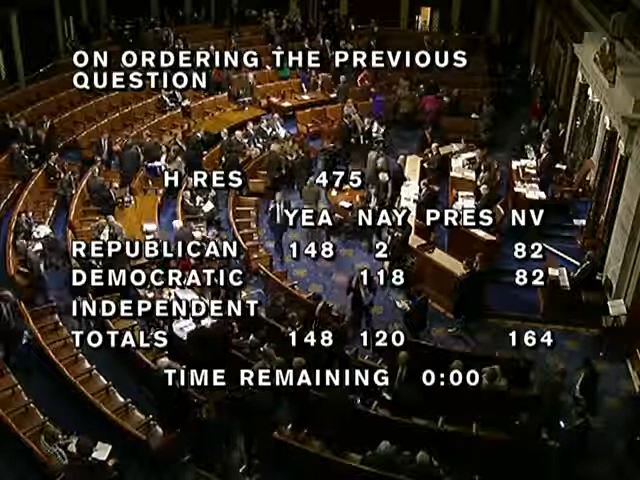 ON ORDERING THE PREVIOUS
QUESTION
H RES 475
YEA NAY PRES NV
REPUBLICAN 148 2 82
DEMOCRATIC 118 82
INDEPENDENT
TOTALS 148 120 164
TIME REMAINING 0:00